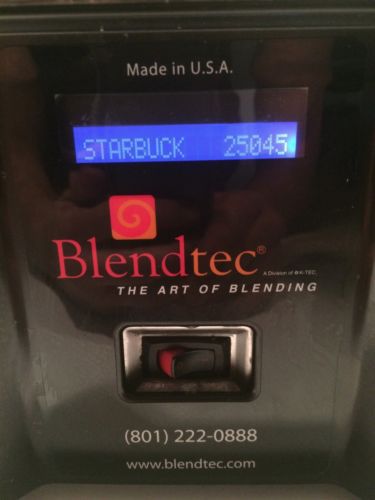 Made in U.S.A.
STARBUCK 25045
Blendtec®
A Division of K-TEC,
THE ART OF BLENDING
(801) 222-0888
www.blendtec.com